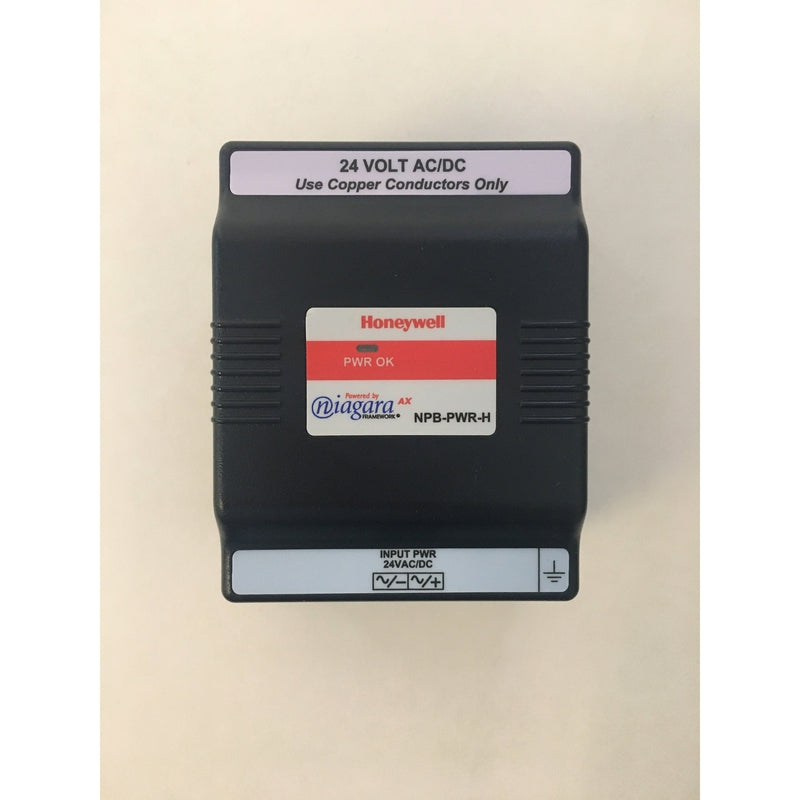 24 VOLT AC/DC
Use Copper Conductors Only
Honeywell
PWR OK
Powered by
niagara AX
FRAMEWORK®
NPB-PWR-H
INPUT PWR
24VAC/DC
~/- ~/+